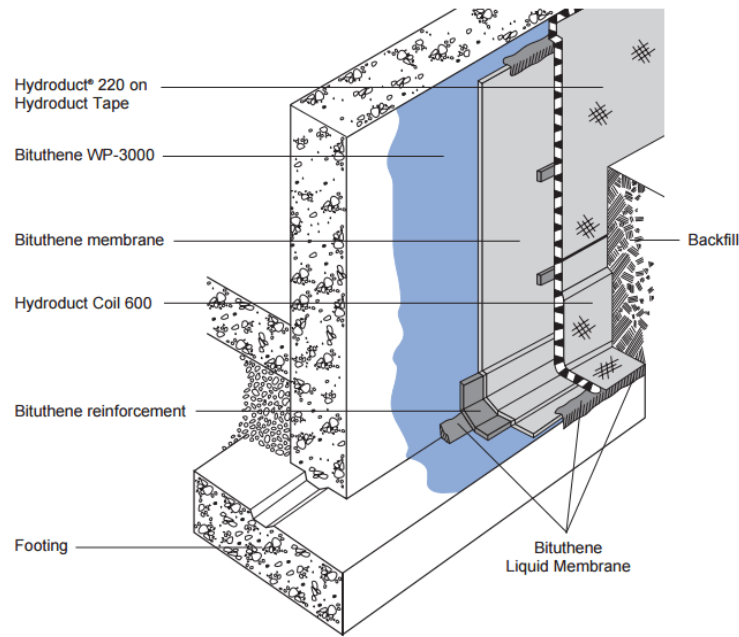 Hydroduct® 220 on
Hydroduct Tape
Bituthene WP-3000
Bituthene membrane
Backfill
Hydroduct Coil 600
Bituthene reinforcement
Footing
Bituthene
Liquid Membrane